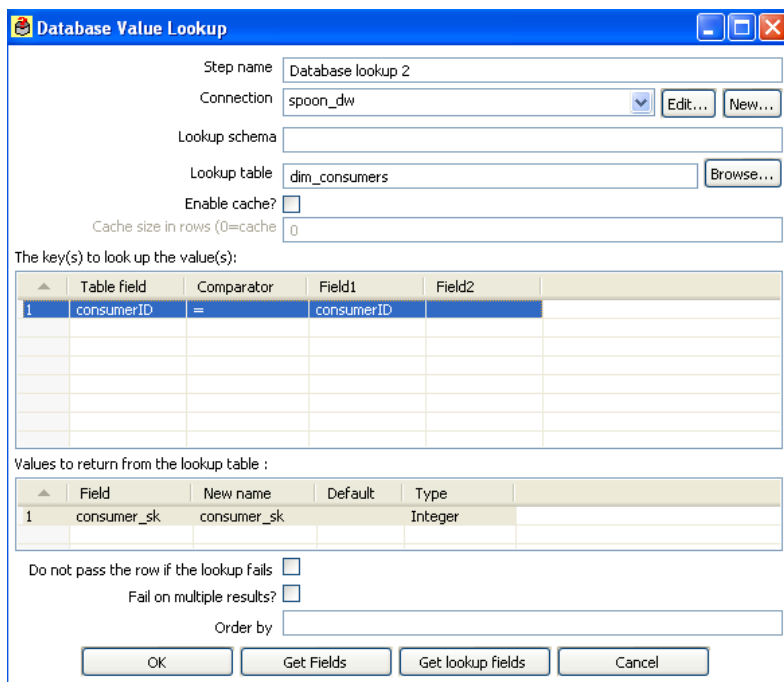 Database Value Lookup
Step name Database lookup 2
Connection spoon_dw Edit... New...
Lookup schema
Lookup table dim_consumers Browse...
Enable cache?
Cache size in rows (0=cache 0
The key(s) to look up the value(s):
Table field Comparator Field1 Field2
1 consumerID = consumerID
Values to return from the lookup table :
Field New name Default Type
1 consumer_sk consumer_sk Integer
Do not pass the row if the lookup fails
Fail on multiple results?
Order by
OK Get Fields Get lookup fields Cancel